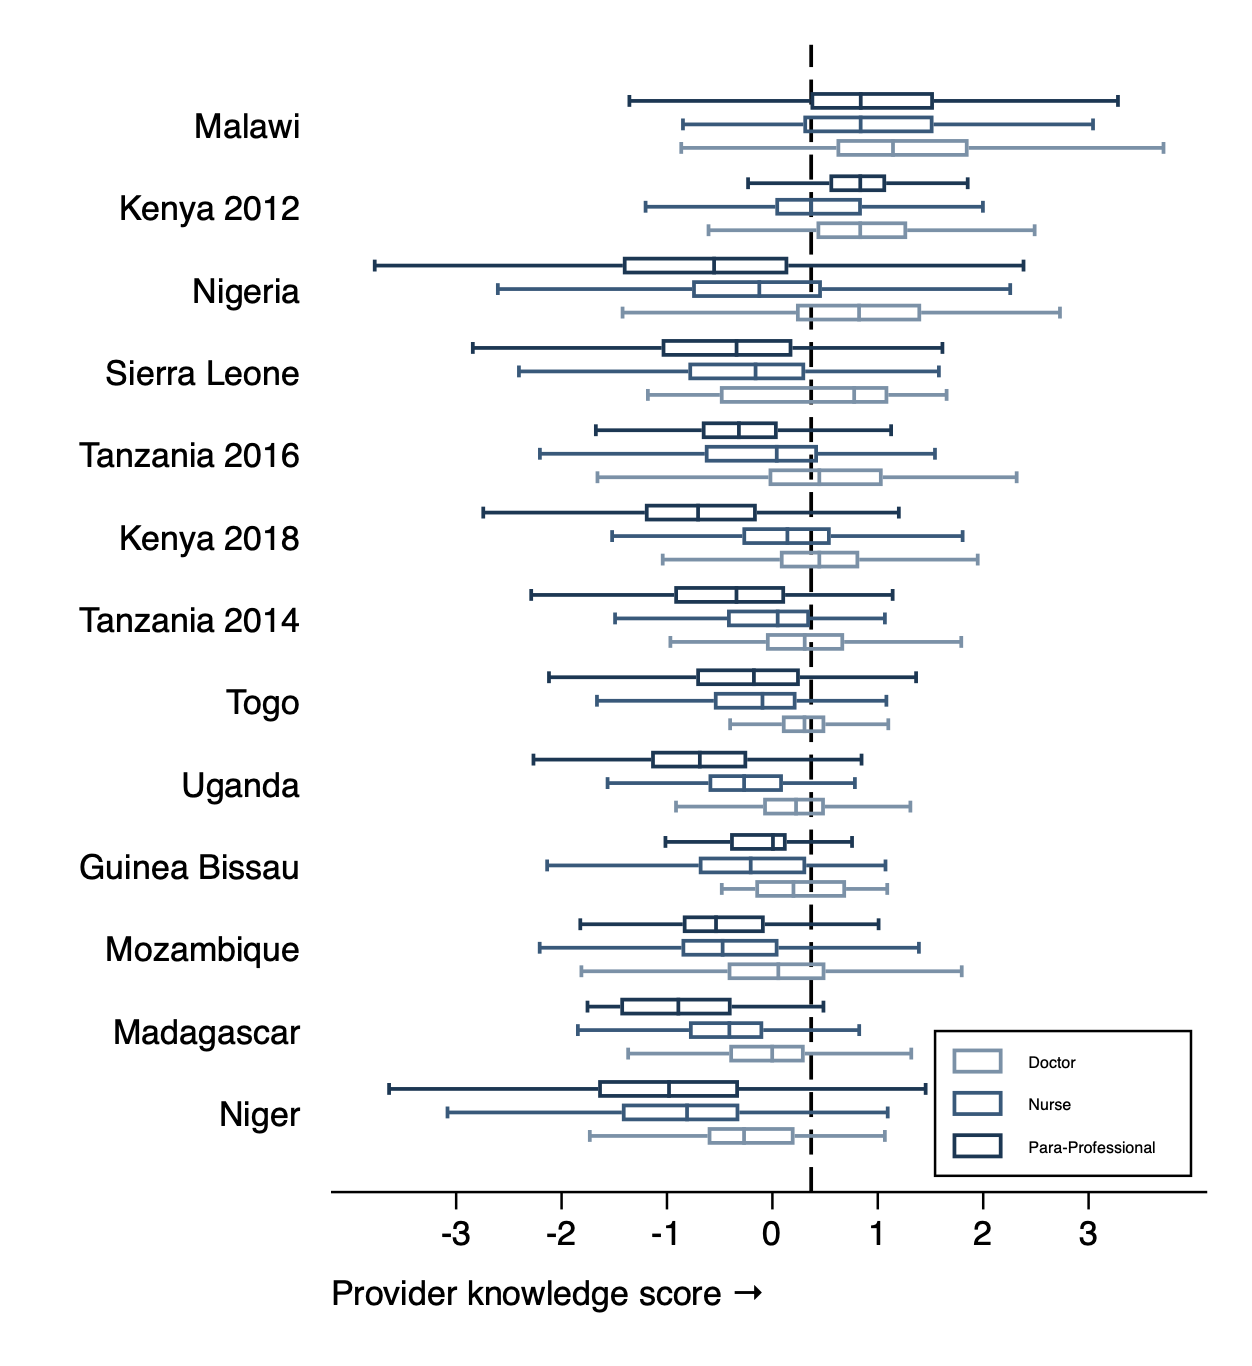 Malawi
Kenya 2012
Nigeria
Sierra Leone
Tanzania 2016
Kenya 2018
Tanzania 2014
Togo
Uganda
Guinea Bissau
Mozambique
Madagascar
Niger
Doctor
Nurse
Para-Professional
-3 -2 -1 0 1 2 3
Provider knowledge score →